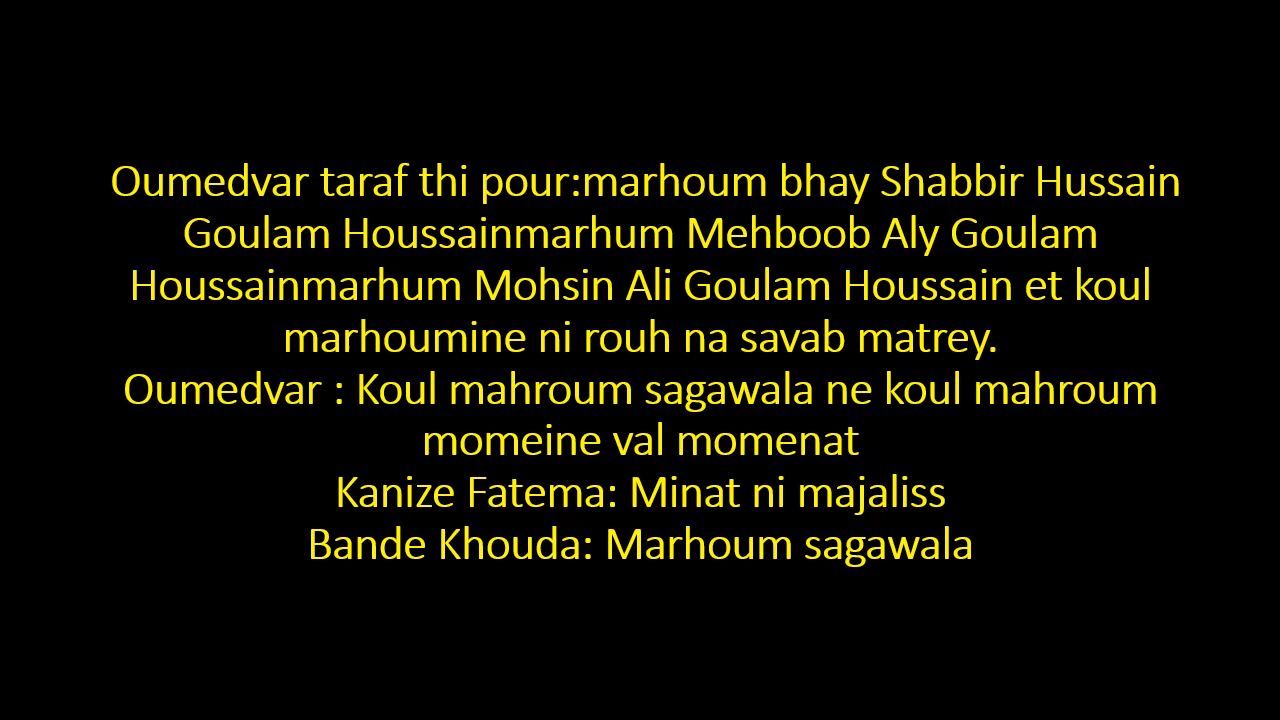 Oumedvar taraf thi pour:marhoum bhay Shabbir Hussain
Goulam Houssainmarhum Mehboob Aly Goulam
Houssainmarhum Mohsin Ali Goulam Houssain et koul
marhoumine ni rouh na savab matrey.
Oumedvar : Koul mahroum sagawala ne koul mahroum
momeine val momenat
Kanize Fatema: Minat ni majaliss
Bande Khouda: Marhoum sagawala